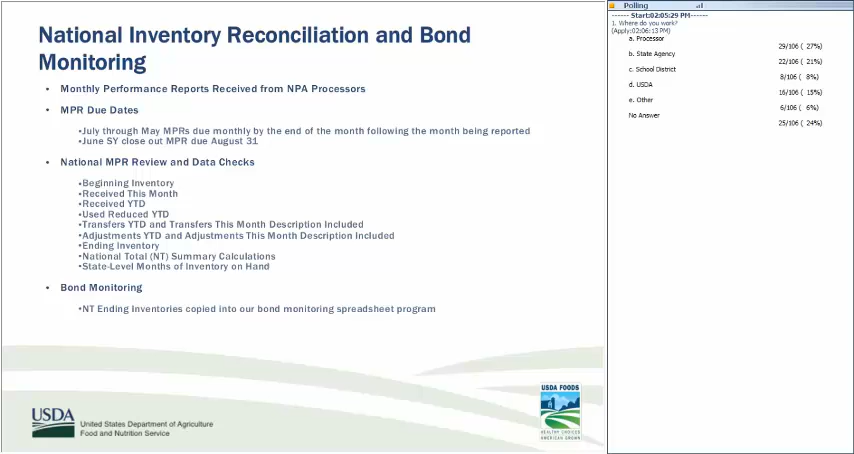 National Inventory Reconciliation and Bond
Monitoring
• Monthly Performance Reports Received from NPA Processors
• MPR Due Dates
•July through May MPRs due monthly by the end of the month following the month being reported
•June SY close out MPR due August 31
• National MPR Review and Data Checks
•Beginning Inventory
•Received This Month
•Received YTD
•Used Reduced YTD
•Transfers YTD and Transfers This Month Description Included
•Adjustments YTD and Adjustments This Month Description Included
•Ending Inventory
•National Total (NT) Summary Calculations
•State-Level Months of Inventory on Hand
• Bond Monitoring
•NT Ending Inventories copied into our bond monitoring spreadsheet program
USDA
United States Department of Agriculture
Food and Nutrition Service
USDA FOODS
HEALTHY CHOICES
AMERICAN GROWN
Polling
------ Start:02:05:29 PM------
1. Where do you work?
(Apply:02:06:13 PM)
a. Processor
29/106 ( 27%)
b. State Agency
22/106 ( 21%)
c. School District
8/106 ( 8%)
d. USDA
16/106 ( 15%)
e. Other
6/106 ( 6%)
No Answer
25/106 ( 24%)